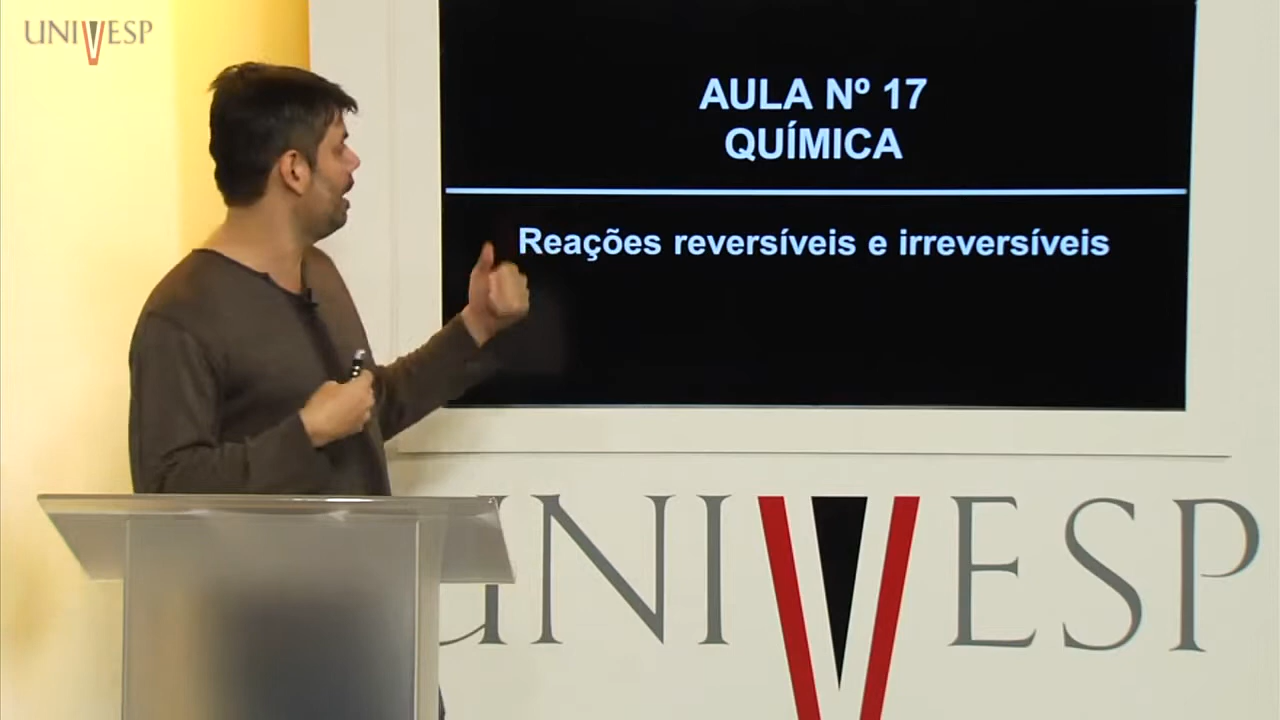 UNIVESP
AULA Nº 17
QUÍMICA
Reações reversíveis e irreversíveis
UNIVESP